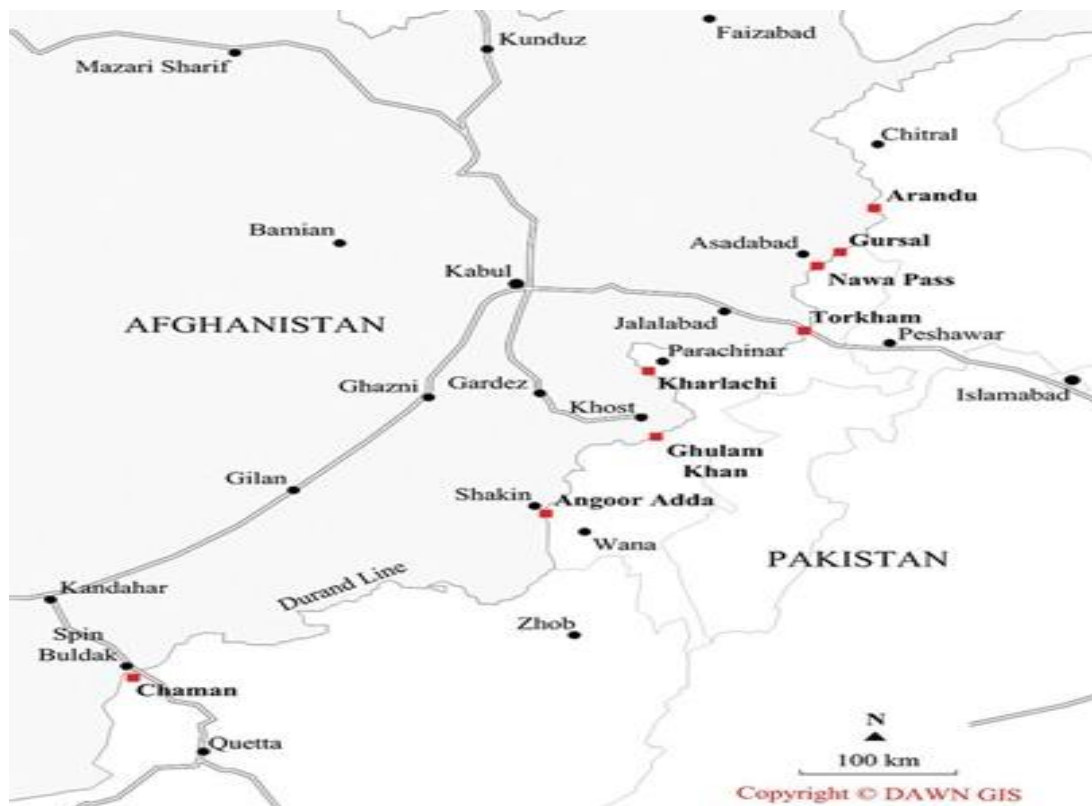 Kunduz
Faizabad
Mazari Sharif
Chitral
Arandu
Bamian
Asadabad
Gursal
Kabul
Nawa Pass
AFGHANISTAN
Jalalabad
Torkham
Peshawar
Parachinar
Ghazni
Gardez
Kharlachi
Islamabad
Khost
Ghulam
Khan
Gilan
Shakin
Angoor Adda
Wana
PAKISTAN
Durand Line
Kandahar
Zhob
Spin
Buldak
Chaman
Quetta
N
100 km
Copyright © DAWN GIS